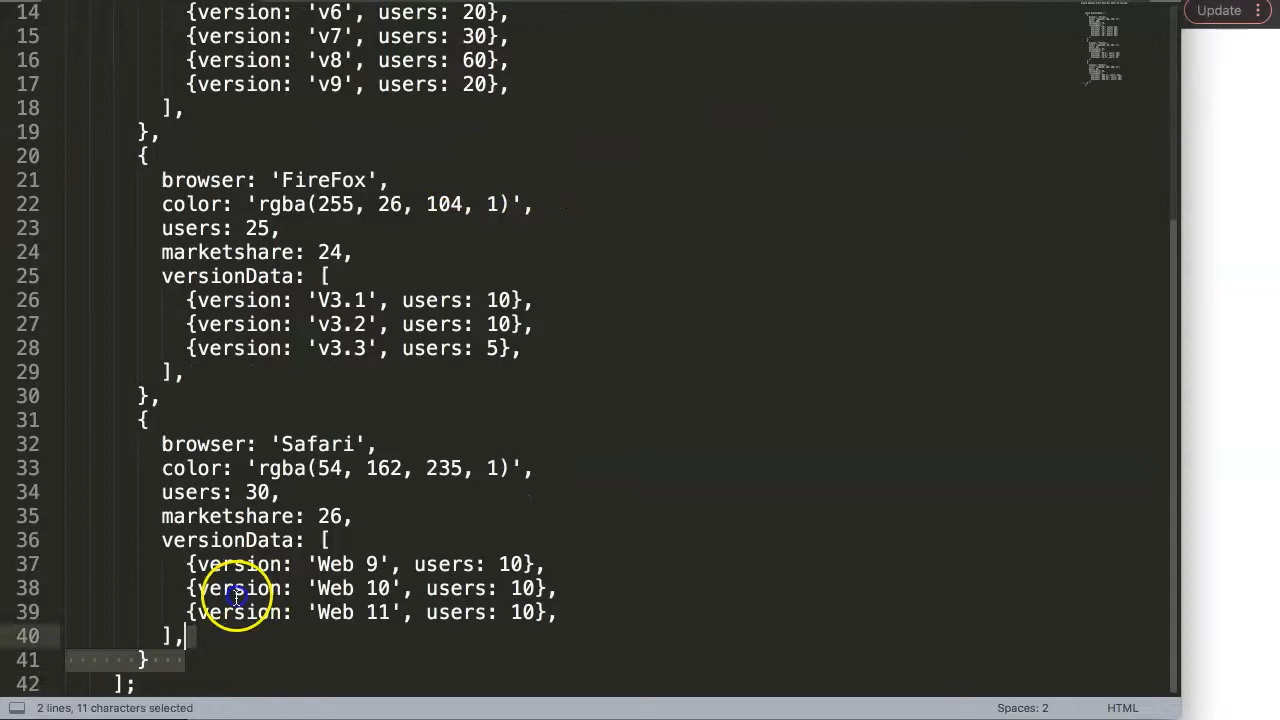 Update
14 {version: 'v6', users: 20},
15 {version: 'v7', users: 30},
16 {version: 'v8', users: 60},
17 {version: 'v9', users: 20},
18 ],
19 },
20 {
21 browser: 'FireFox',
22 color: 'rgba(255, 26, 104, 1)',
23 users: 25,
24 marketshare: 24,
25 versionData: [
26 {version: 'V3.1', users: 10},
27 {version: 'v3.2', users: 10},
28 {version: 'v3.3', users: 5},
29 ],
30 },
31 {
32 browser: 'Safari',
33 color: 'rgba(54, 162, 235, 1)',
34 users: 30,
35 marketshare: 26,
36 versionData: [
37 {version: 'Web 9', users: 10},
38 {version: 'Web 10', users: 10},
39 {version: 'Web 11', users: 10},
40 ],
41 }
42 ];
2 lines, 11 characters selected Spaces: 2 HTML